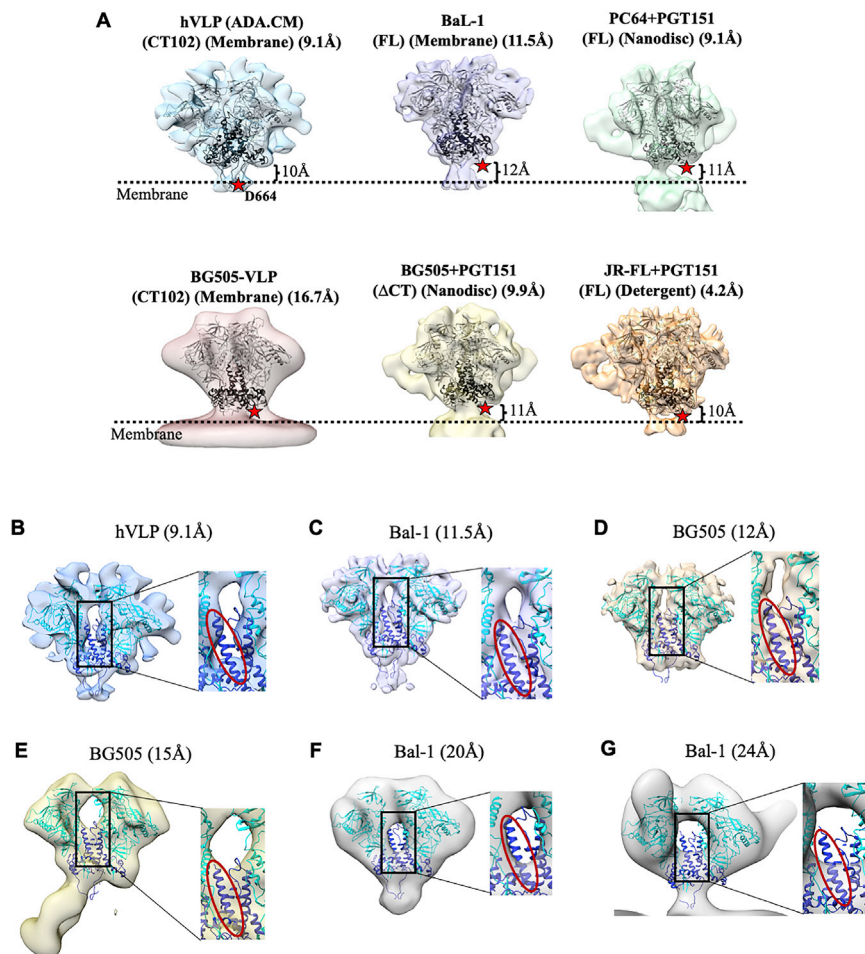 A
hVLP (ADA.CM)
(CT102) (Membrane) (9.1Å)
BaL-1
(FL) (Membrane) (11.5Å)
PC64+PGT151
(FL) (Nanodisc) (9.1Å)
10Å
12Å
11Å
Membrane
D664
BG505-VLP
(CT102) (Membrane) (16.7Å)
BG505+PGT151
(ΔCT) (Nanodisc) (9.9Å)
JR-FL+PGT151
(FL) (Detergent) (4.2Å)
11Å
10Å
Membrane
B hVLP (9.1Å)
C Bal-1 (11.5Å)
D BG505 (12Å)
E BG505 (15Å)
F Bal-1 (20Å)
G Bal-1 (24Å)